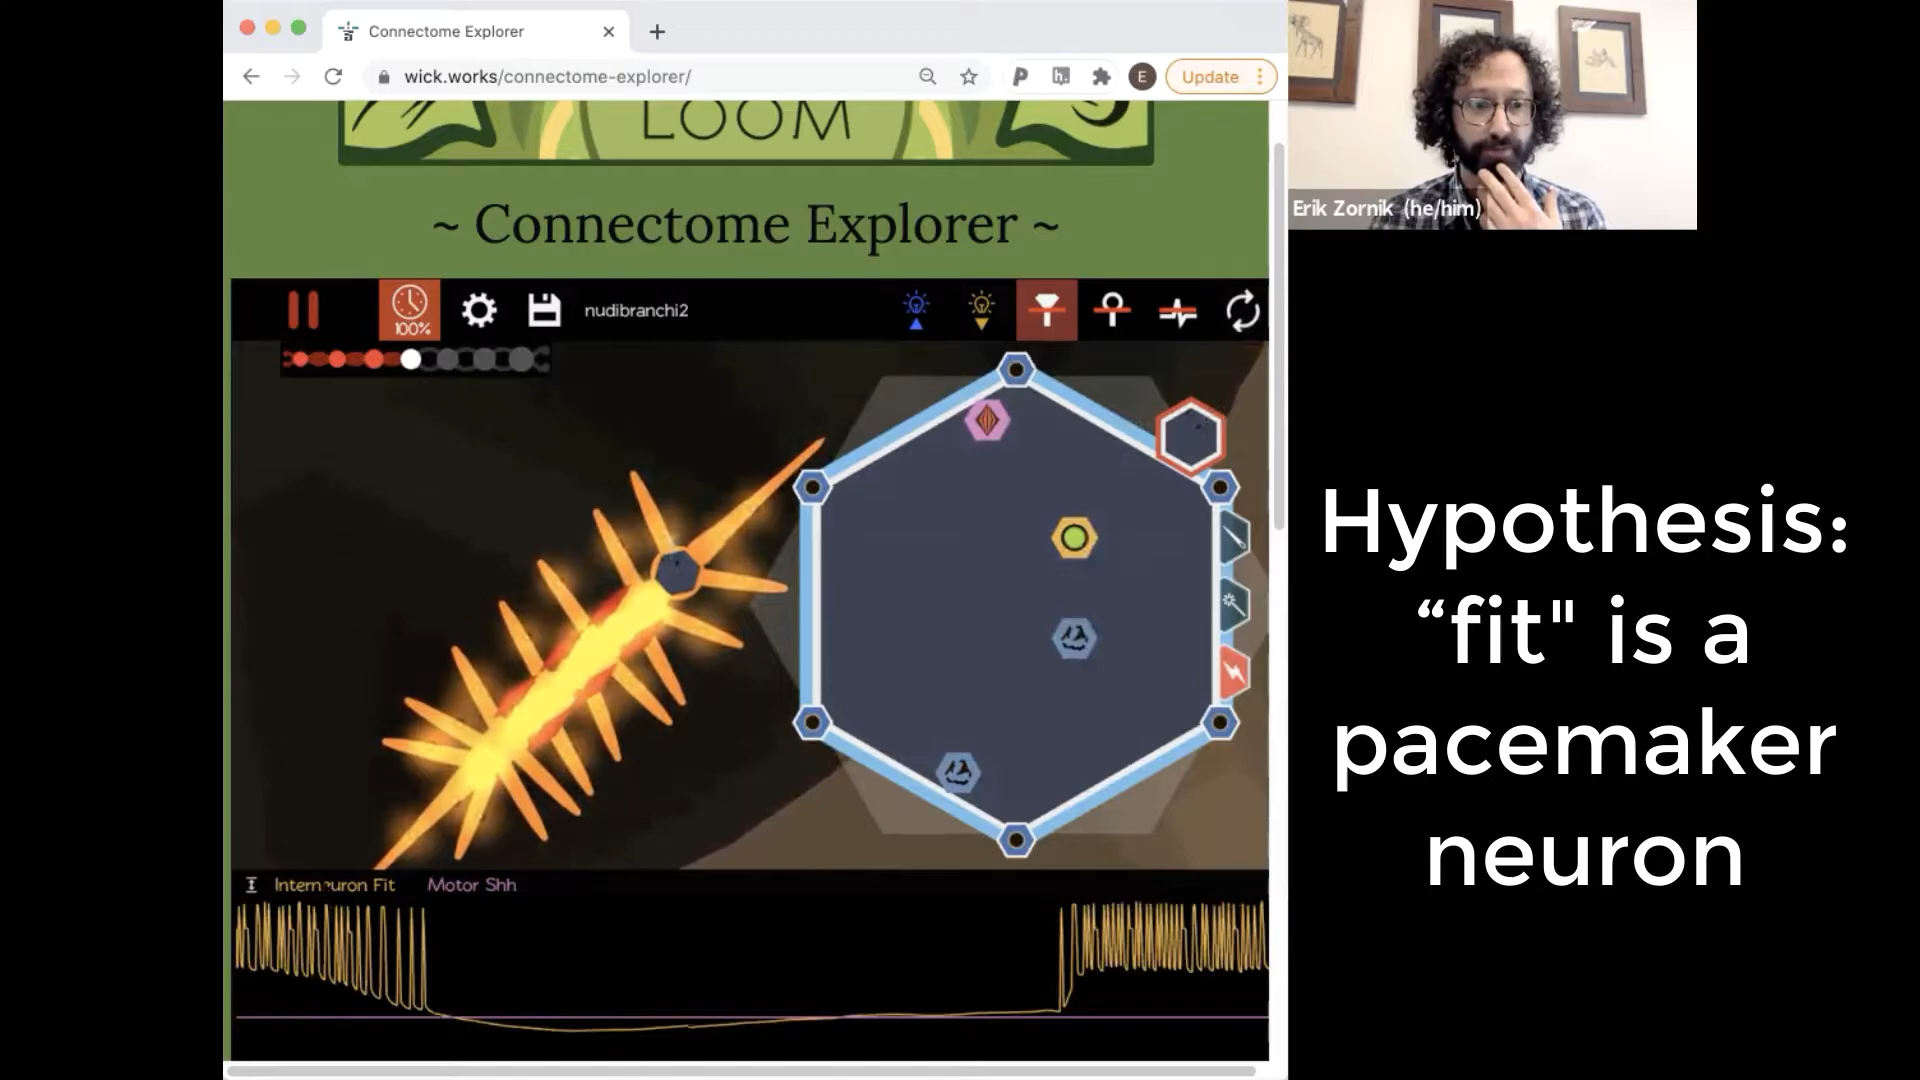 Connectome Explorer
wick.works/connectome-explorer/
E
Update
LOOM
~ Connectome Explorer ~
100%
nudibranchi2
Interneuron Fit
Motor Shh
Erik Zornik (he/him)
Hypothesis:
“fit" is a
pacemaker
neuron